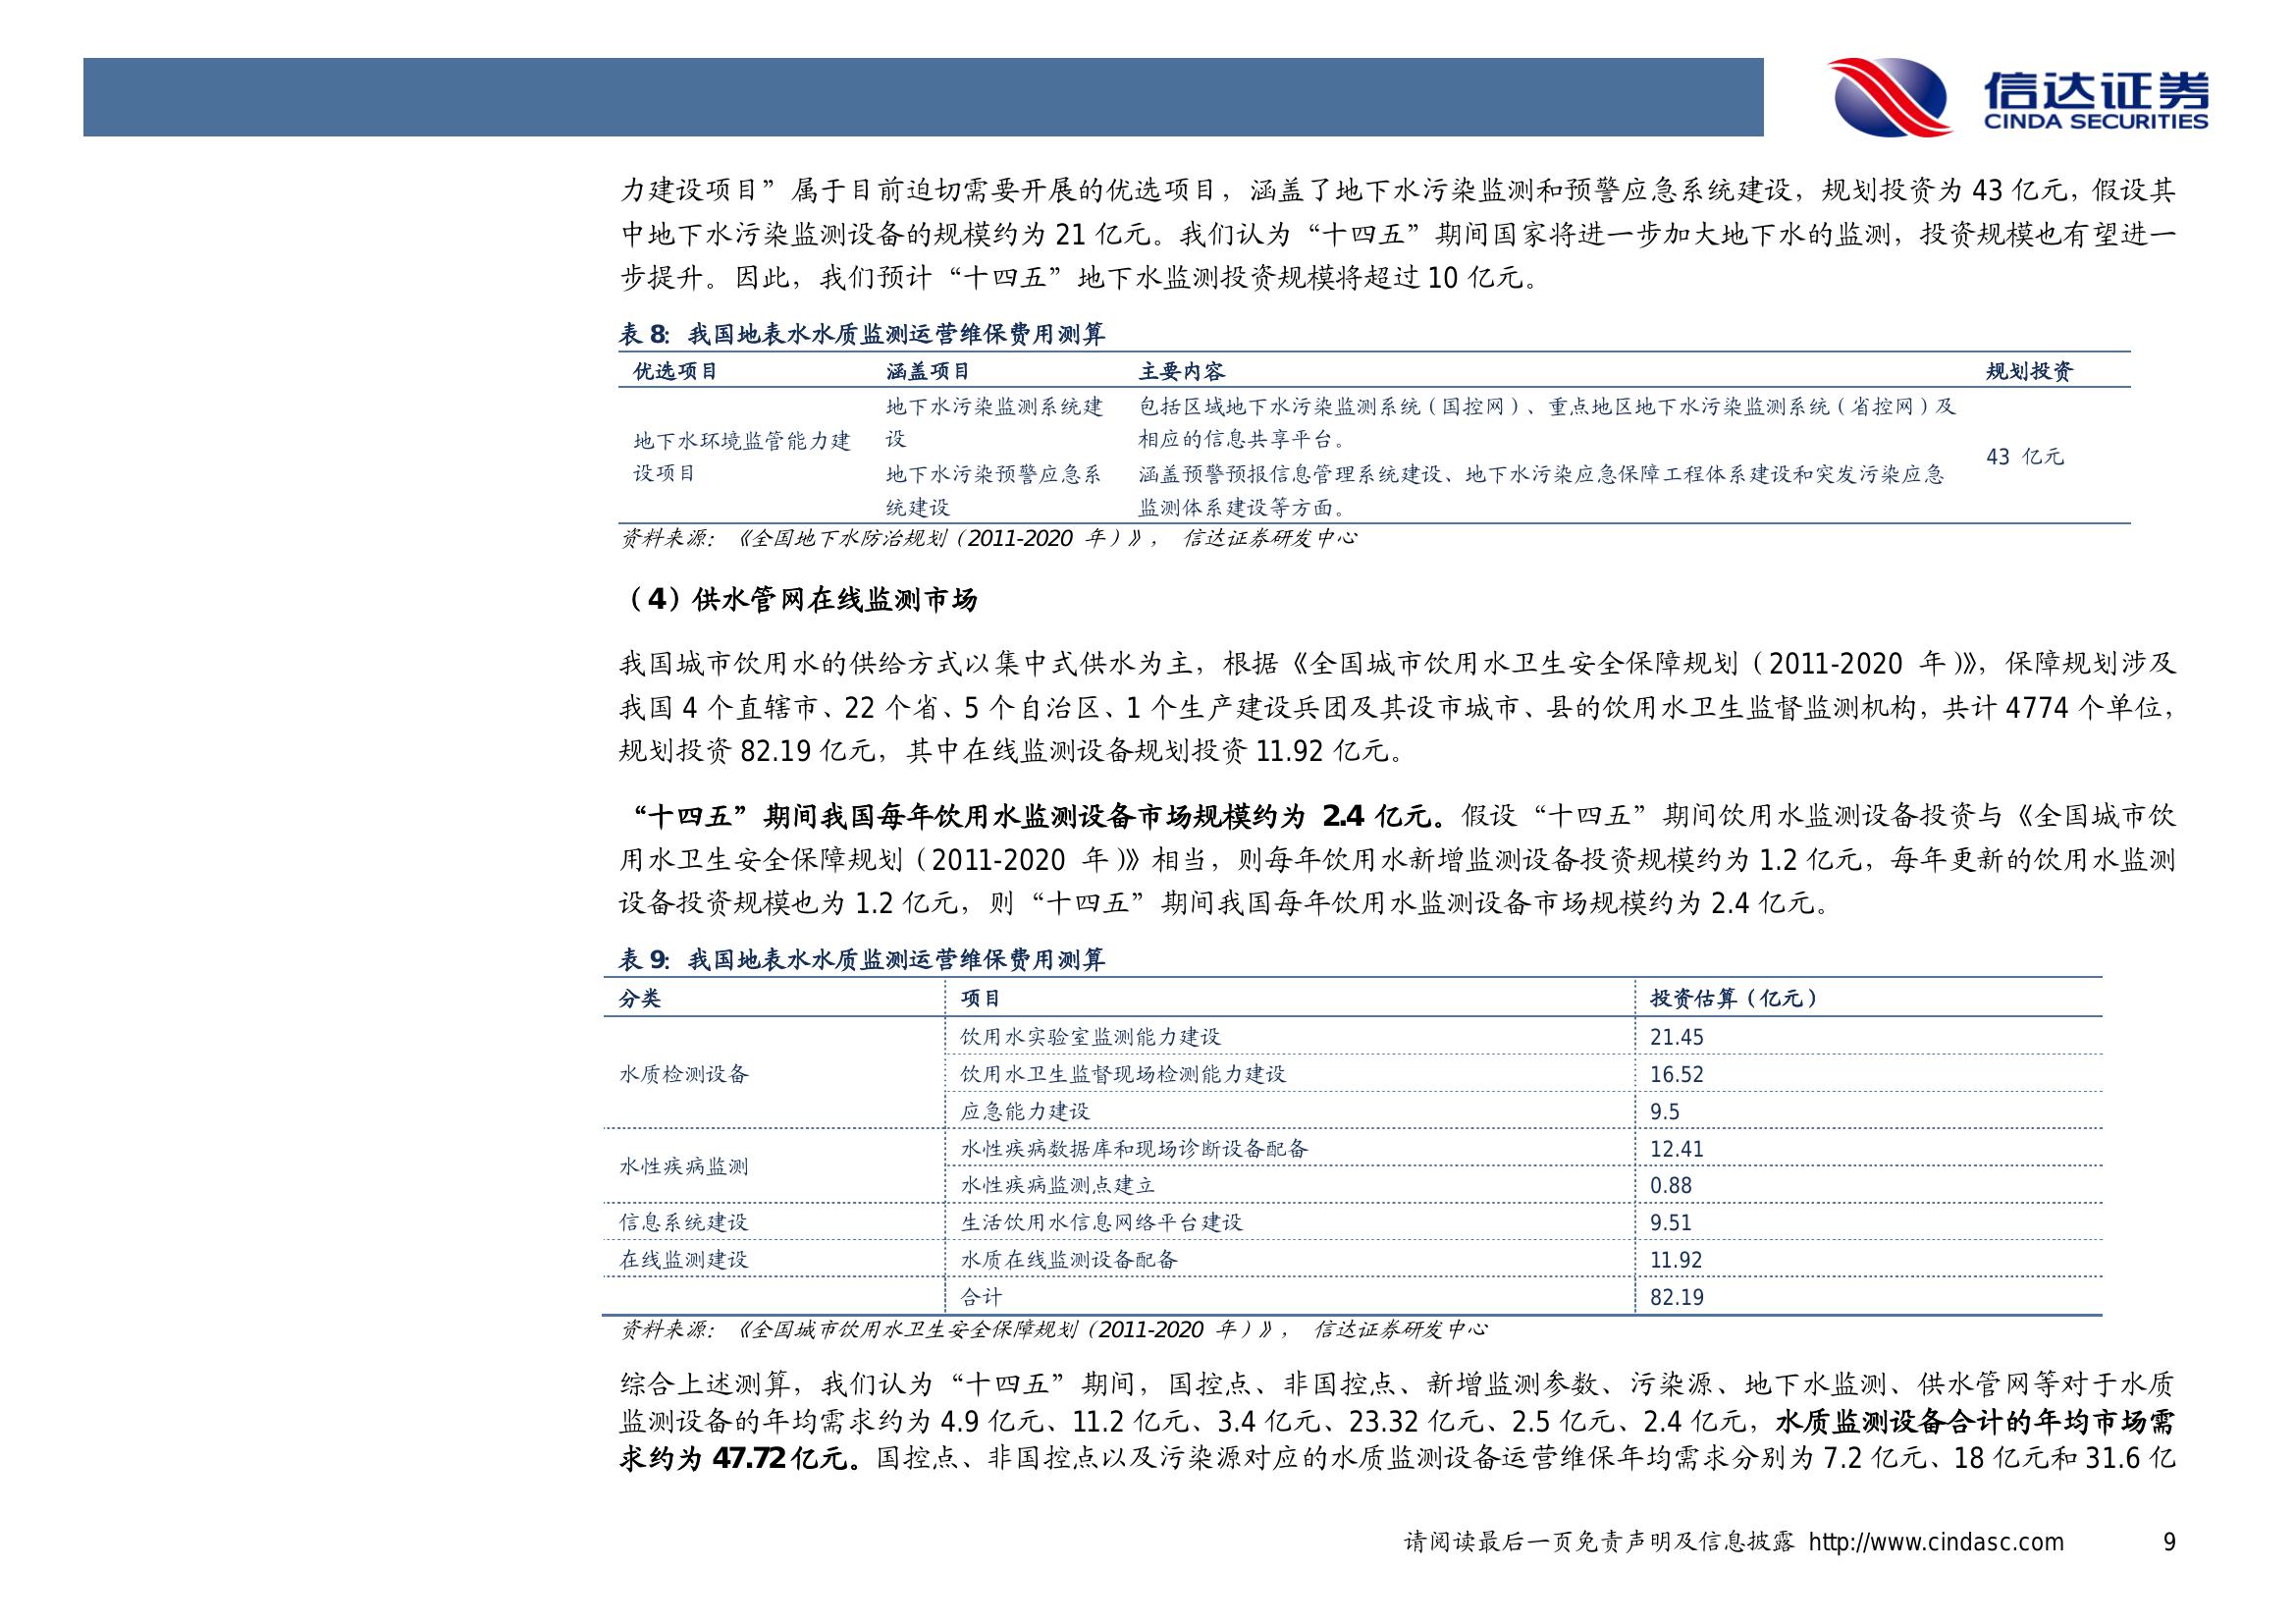 信达证券
CINDA SECURITIES
力建设项目”属于目前迫切需要开展的优选项目，涵盖了地下水污染监测和预警应急系统建设，规划投资为 43 亿元，假设其
中地下水污染监测设备的规模约为 21 亿元。我们认为“十四五”期间国家将进一步加大地下水的监测，投资规模也有望进一
步提升。因此，我们预计“十四五”地下水监测投资规模将超过 10 亿元。
表 8：我国地表水水质监测运营维保费用测算
优选项目 涵盖项目 主要内容 规划投资
地下水环境监管能力建
设项目
地下水污染监测系统建
设
包括区域地下水污染监测系统（国控网）、重点地区地下水污染监测系统（省控网）及
相应的信息共享平台。
地下水污染预警应急系
统建设
涵盖预警预报信息管理系统建设、地下水污染应急保障工程体系建设和突发污染应急
监测体系建设等方面。
43 亿元
资料来源：《全国地下水防治规划（2011-2020 年）》， 信达证券研发中心
（4）供水管网在线监测市场
我国城市饮用水的供给方式以集中式供水为主，根据《全国城市饮用水卫生安全保障规划（2011-2020 年）》，保障规划涉及
我国 4 个直辖市、22 个省、5 个自治区、1 个生产建设兵团及其设市城市、县的饮用水卫生监督监测机构，共计 4774 个单位，
规划投资 82.19 亿元，其中在线监测设备规划投资 11.92 亿元。
“十四五”期间我国每年饮用水监测设备市场规模约为 2.4 亿元。假设“十四五”期间饮用水监测设备投资与《全国城市饮
用水卫生安全保障规划（2011-2020 年）》相当，则每年饮用水新增监测设备投资规模约为 1.2 亿元，每年更新的饮用水监测
设备投资规模也为 1.2 亿元，则“十四五”期间我国每年饮用水监测设备市场规模约为 2.4 亿元。
表 9：我国地表水水质监测运营维保费用测算
分类 项目 投资估算（亿元）
水质检测设备
饮用水实验室监测能力建设 21.45
饮用水卫生监督现场检测能力建设 16.52
应急能力建设 9.5
水性疾病监测
水性疾病数据库和现场诊断设备配备 12.41
水性疾病监测点建立 0.88
信息系统建设 生活饮用水信息网络平台建设 9.51
在线监测建设 水质在线监测设备配备 11.92
合计 82.19
资料来源：《全国城市饮用水卫生安全保障规划（2011-2020 年）》， 信达证券研发中心
综合上述测算，我们认为“十四五”期间，国控点、非国控点、新增监测参数、污染源、地下水监测、供水管网等对于水质
监测设备的年均需求约为 4.9 亿元、11.2 亿元、3.4 亿元、23.32 亿元、2.5 亿元、2.4 亿元，水质监测设备合计的年均市场需
求约为 47.72 亿元。国控点、非国控点以及污染源对应的水质监测设备运营维保年均需求分别为 7.2 亿元、18 亿元和 31.6 亿
请阅读最后一页免责声明及信息披露 http://www.cindasc.com 9